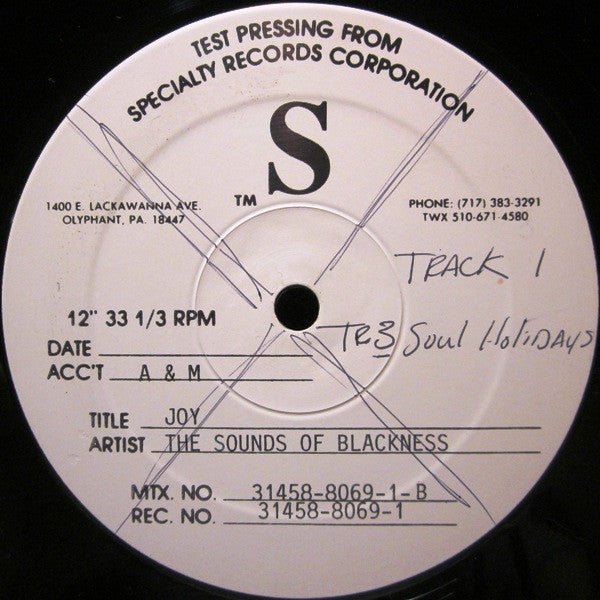 TEST PRESSING FROM
SPECIALTY RECORDS CORPORATION
S
TM
1400 E. LACKAWANNA AVE.
OLYPHANT, PA. 18447
PHONE: (717) 383-3291
TWX 510-671-4580
TRACK 1
12" 33 1/3 RPM
TR3 Soul HoliDAYS
DATE
ACC'T A & M
TITLE JOY
ARTIST THE SOUNDS OF BLACKNESS
MTX. NO. 31458-8069-1-B
REC. NO. 31458-8069-1